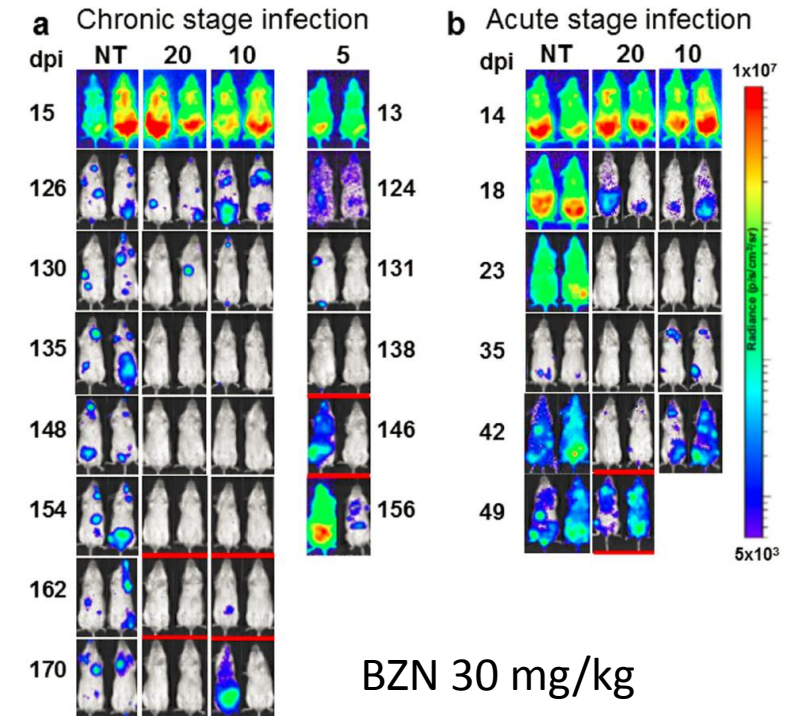 a Chronic stage infection
dpi NT 20 10 5
15 13
126 124
130 131
135 138
148 146
154 156
162
170
b Acute stage infection
dpi NT 20 10
14
18
23
35
42
49
1x10⁷
Radiance (p/s/cm²/sr)
5x10³
BZN 30 mg/kg